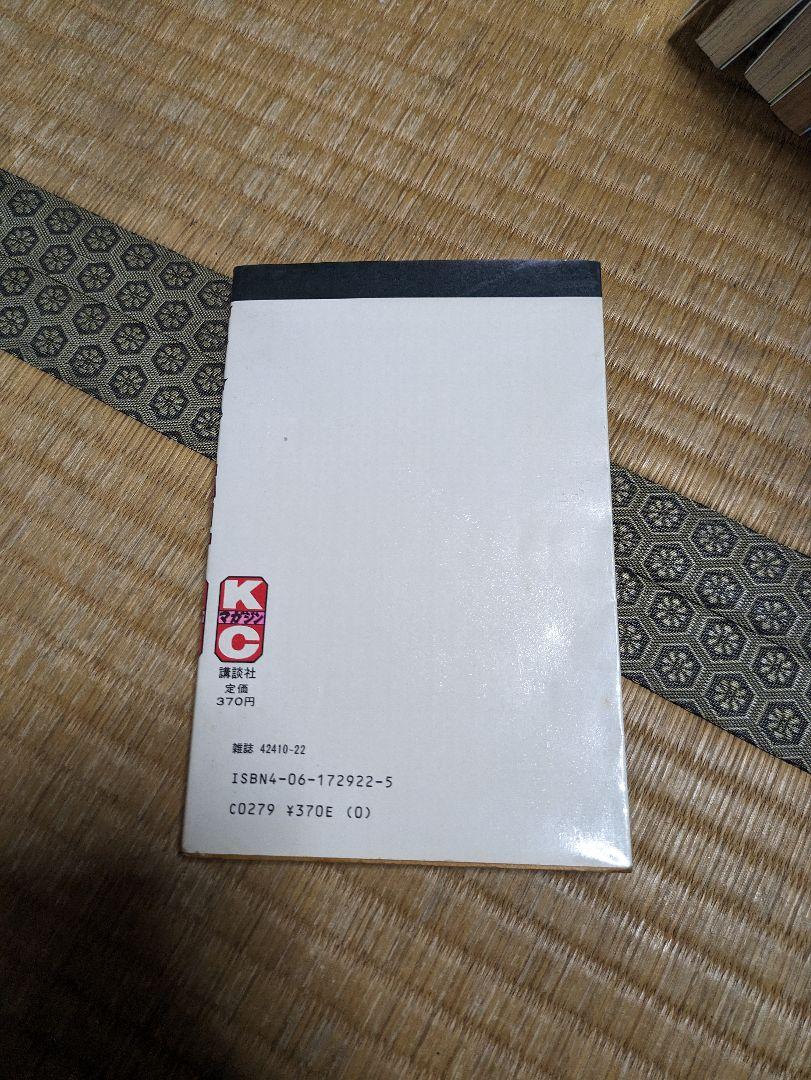 K
マガジン
C
講談社
定価
370円
雑誌 42410-22
ISBN4-06-172922-5
C0279 ¥370E (0)